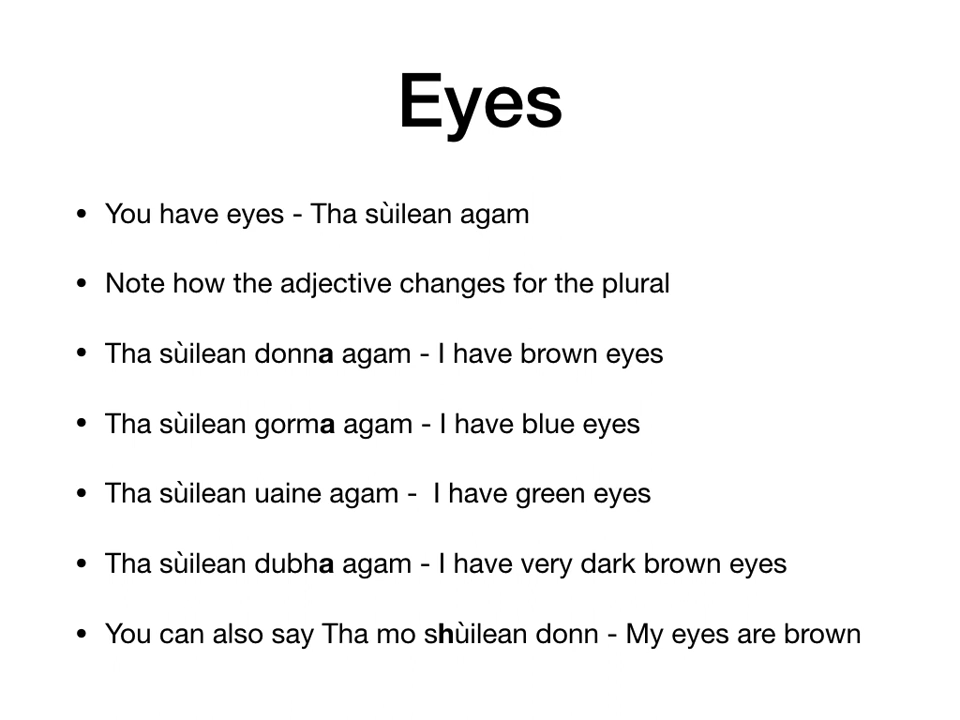 Eyes
• You have eyes - Tha sùilean agam
• Note how the adjective changes for the plural
• Tha sùilean donna agam - I have brown eyes
• Tha sùilean gorma agam - I have blue eyes
• Tha sùilean uaine agam -  I have green eyes
• Tha sùilean dubha agam - I have very dark brown eyes
• You can also say Tha mo shùilean donn - My eyes are brown